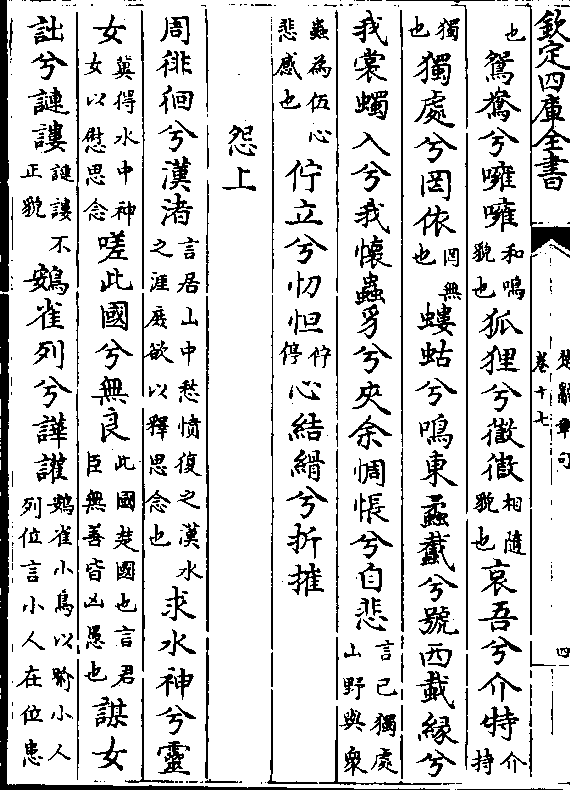 欽定四庫全書
楚辭章句
卷十七
四
也鴛鴦兮噰噰和鳴貌也狐狸兮徾徾相隨貌也哀吾兮介特介特
獨也獨處兮罔依罔無也螻蛄兮鳴東蟊蠽兮號西蛓緣兮
我裳蠋入兮我懷蟲豸兮夾余惆悵兮自悲言己獨處山野與衆
蟲為伍心悲感也佇立兮忉怛佇停心結縎兮折摧
怨上
周徘徊兮漢渚言居山中愁憤復之漢水之涯庶欲以釋思念也求水神兮靈
女冀得水中神女以慰思念嗟此國兮無良此國楚國也言君臣無善皆凶愚也謀女
詘兮謰謱謰謱不正貌鴳雀列兮譁讙鴳雀小鳥以喻小人列位言小人在位患